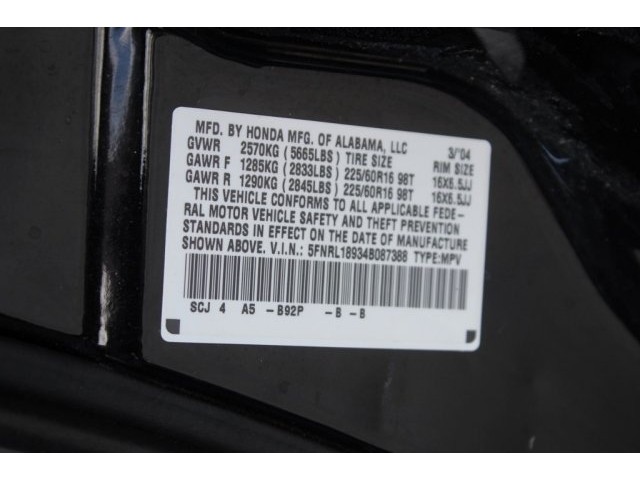 MFD. BY HONDA MFG. OF ALABAMA, LLC 3/'04
GVWR 2570KG (5665LBS) TIRE SIZE RIM SIZE
GAWR F 1285KG (2833LBS) 225/60R16 98T 16X6.5JJ
GAWR R 1290KG (2845LBS) 225/60R16 98T 16X6.5JJ
THIS VEHICLE CONFORMS TO ALL APPLICABLE FEDE-
RAL MOTOR VEHICLE SAFETY AND THEFT PREVENTION
STANDARDS IN EFFECT ON THE DATE OF MANUFACTURE
SHOWN ABOVE. V.I.N.: 5FNRL18934B087388 TYPE:MPV
SCJ 4 A5 -B92P -B -B